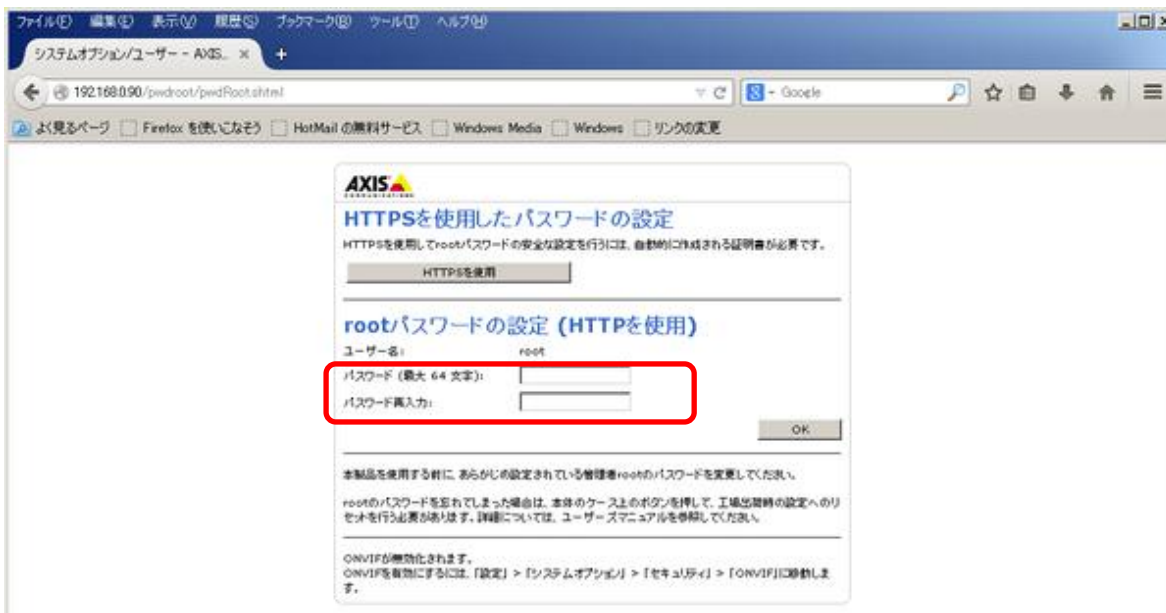 ファイル(F) 編集(E) 表示(V) 履歴(S) ブックマーク(B) ツール(T) ヘルプ(H)
システムオプション/ユーザー - AXIS... × +
192.168.0.90/pwdroot/pwdRoot.shtml Google
よく見るページ Firefox を使いこなそう HotMail の無料サービス Windows Media Windows リンクの変更
AXIS
COMMUNICATIONS
HTTPSを使用したパスワードの設定
HTTPSを使用してrootパスワードの安全な設定を行うには、自動的に作成される証明書が必要です。
HTTPSを使用
rootパスワードの設定 (HTTPを使用)
ユーザー名: root
パスワード (最大 64 文字):
パスワード再入力:
OK
本製品を使用する前に、あらかじめ設定されている管理者rootのパスワードを変更してください。
rootのパスワードを忘れてしまった場合は、本体のケース上のボタンを押して、工場出荷時の設定へのリ
セットを行う必要があります。詳細については、ユーザーズマニュアルを参照してください。
ONVIFが無効化されます。
ONVIFを有効にするには、「設定」 > 「システムオプション」 > 「セキュリティ」 > 「ONVIF」に移動しま
す。